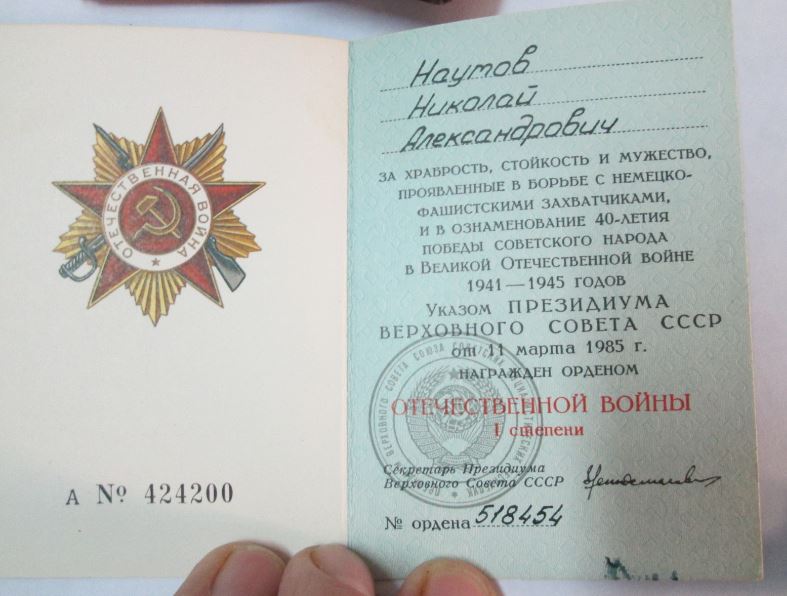 ОТЕЧЕСТВЕННАЯ ВОЙНА
А № 424200
Наумов
Николай
Александрович
ЗА ХРАБРОСТЬ, СТОЙКОСТЬ И МУЖЕСТВО,
ПРОЯВЛЕННЫЕ В БОРЬБЕ С НЕМЕЦКО-
ФАШИСТСКИМИ ЗАХВАТЧИКАМИ,
И В ОЗНАМЕНОВАНИЕ 40-ЛЕТИЯ
ПОБЕДЫ СОВЕТСКОГО НАРОДА
В ВЕЛИКОЙ ОТЕЧЕСТВЕННОЙ ВОЙНЕ
1941—1945 ГОДОВ
УКАЗОМ ПРЕЗИДИУМА
ВЕРХОВНОГО СОВЕТА СССР
от 11 марта 1985 г.
НАГРАЖДЕН ОРДЕНОМ
ОТЕЧЕСТВЕННОЙ ВОЙНЫ
I степени
Секретарь Президиума
Верховного Совета СССР
№ ордена 518454